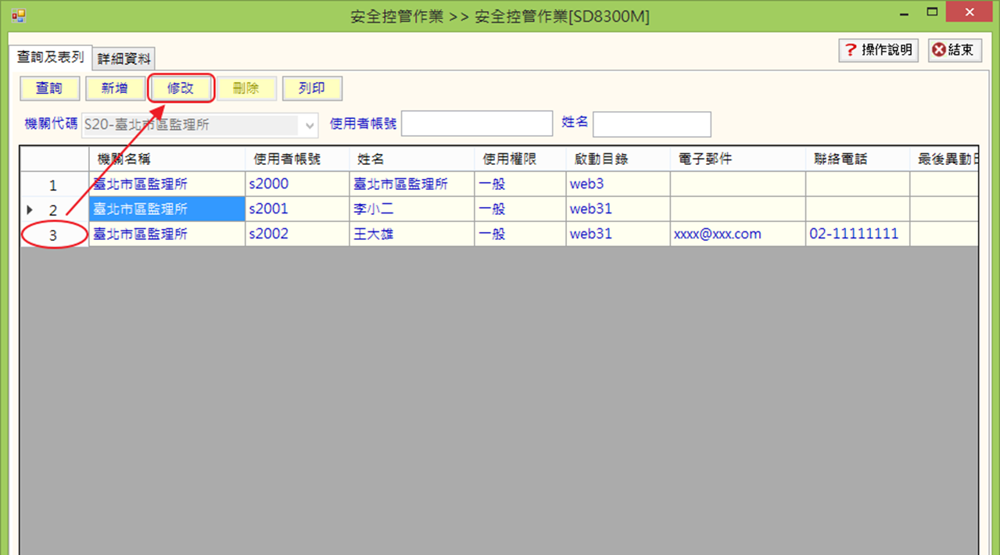 安全控管作業 >> 安全控管作業[SD8300M]
查詢及表列 詳細資料 ? 操作說明 結束
查詢 新增 修改 刪除 列印
機關代碼 S20-臺北市區監理所 使用者帳號 姓名
機關名稱 使用者帳號 姓名 使用權限 啟動目錄 電子郵件 聯絡電話 最後異動日
1 臺北市區監理所 s2000 臺北市區監理所 一般 web3
2 臺北市區監理所 s2001 李小二 一般 web31
3 臺北市區監理所 s2002 王大雄 一般 web31 xxxx@xxx.com 02-11111111